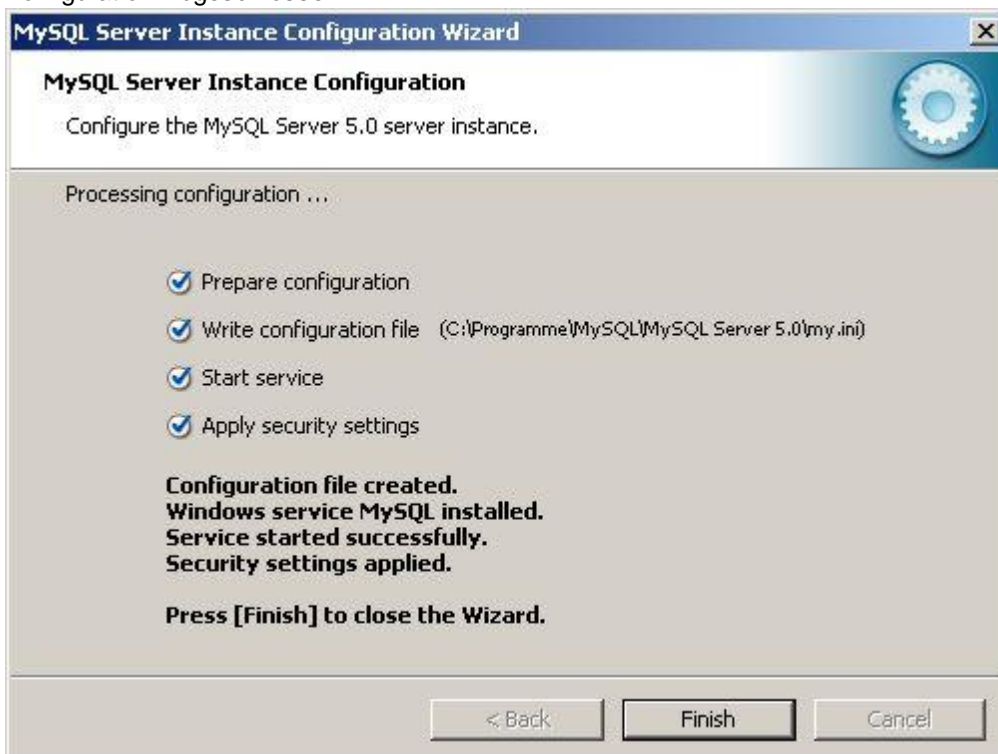 MySQL Server Instance Configuration Wizard
MySQL Server Instance Configuration
Configure the MySQL Server 5.0 server instance.
Processing configuration ...
Prepare configuration
Write configuration file (C:\Programme\MySQL\MySQL Server 5.0\my.ini)
Start service
Apply security settings
Configuration file created.
Windows service MySQL installed.
Service started successfully.
Security settings applied.
Press [Finish] to close the Wizard.
< Back Finish Cancel